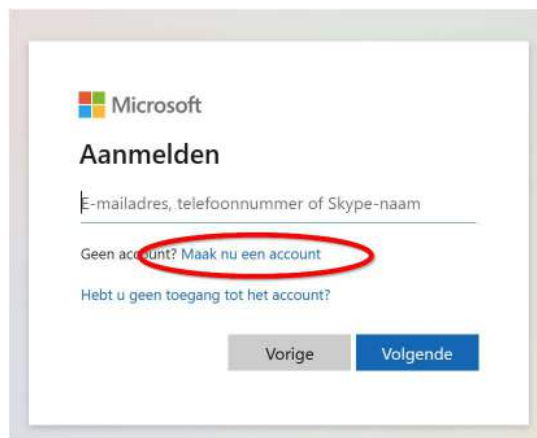 Microsoft
Aanmelden
E-mailadres, telefoonnummer of Skype-naam
Geen account? Maak nu een account
Hebt u geen toegang tot het account?
Vorige Volgende